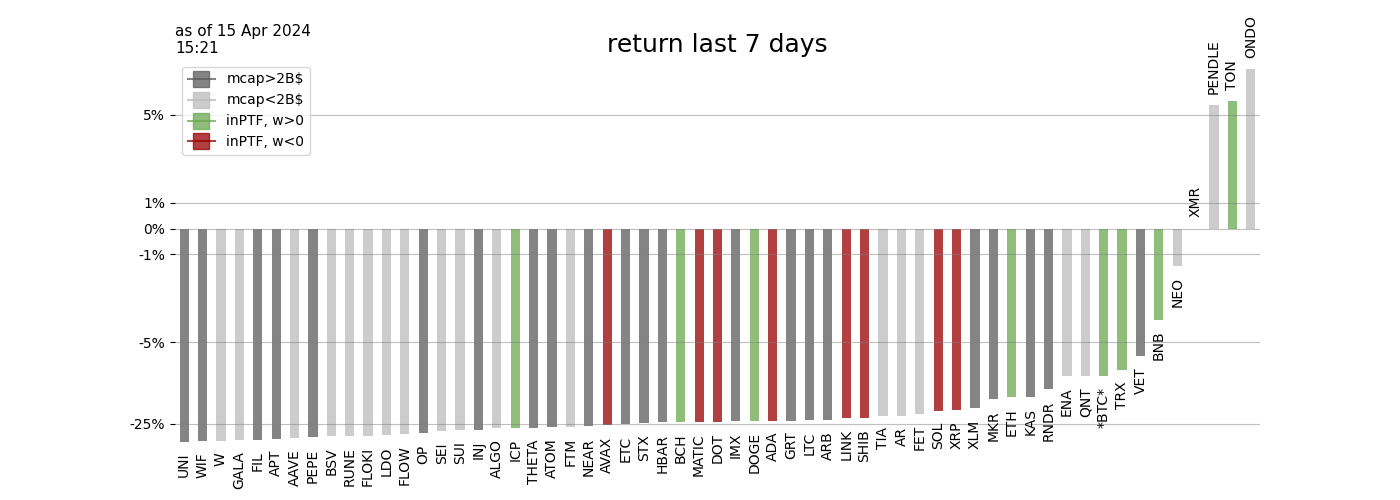 as of 15 Apr 2024
15:21
return last 7 days
mcap>2B$
mcap<2B$
inPTF, w>0
inPTF, w<0
5%
1%
0%
-1%
-5%
-25%
UNI
WIF
W
GALA
FIL
APT
AAVE
PEPE
BSV
RUNE
FLOKI
LDO
FLOW
OP
SEI
SUI
INJ
ALGO
ICP
THETA
ATOM
FTM
NEAR
AVAX
ETC
STX
HBAR
BCH
MATIC
DOT
IMX
DOGE
ADA
GRT
LTC
ARB
LINK
SHIB
TIA
AR
FET
SOL
XRP
XLM
MKR
ETH
KAS
RNDR
ENA
QNT
*BTC*
TRX
VET
BNB
NEO
XMR
PENDLE
TON
ONDO